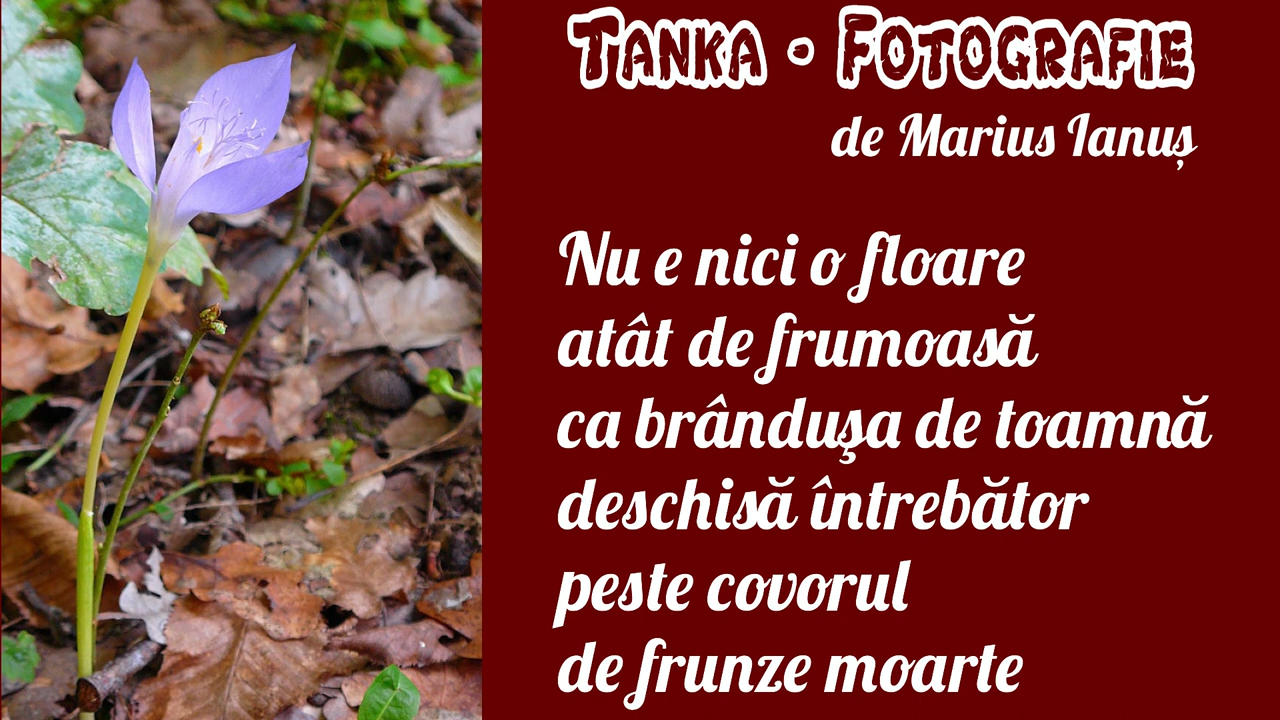 Tanka • Fotografie
de Marius Ianuș
Nu e nici o floare
atât de frumoasă
ca brânduşa de toamnă
deschisă întrebător
peste covorul
de frunze moarte